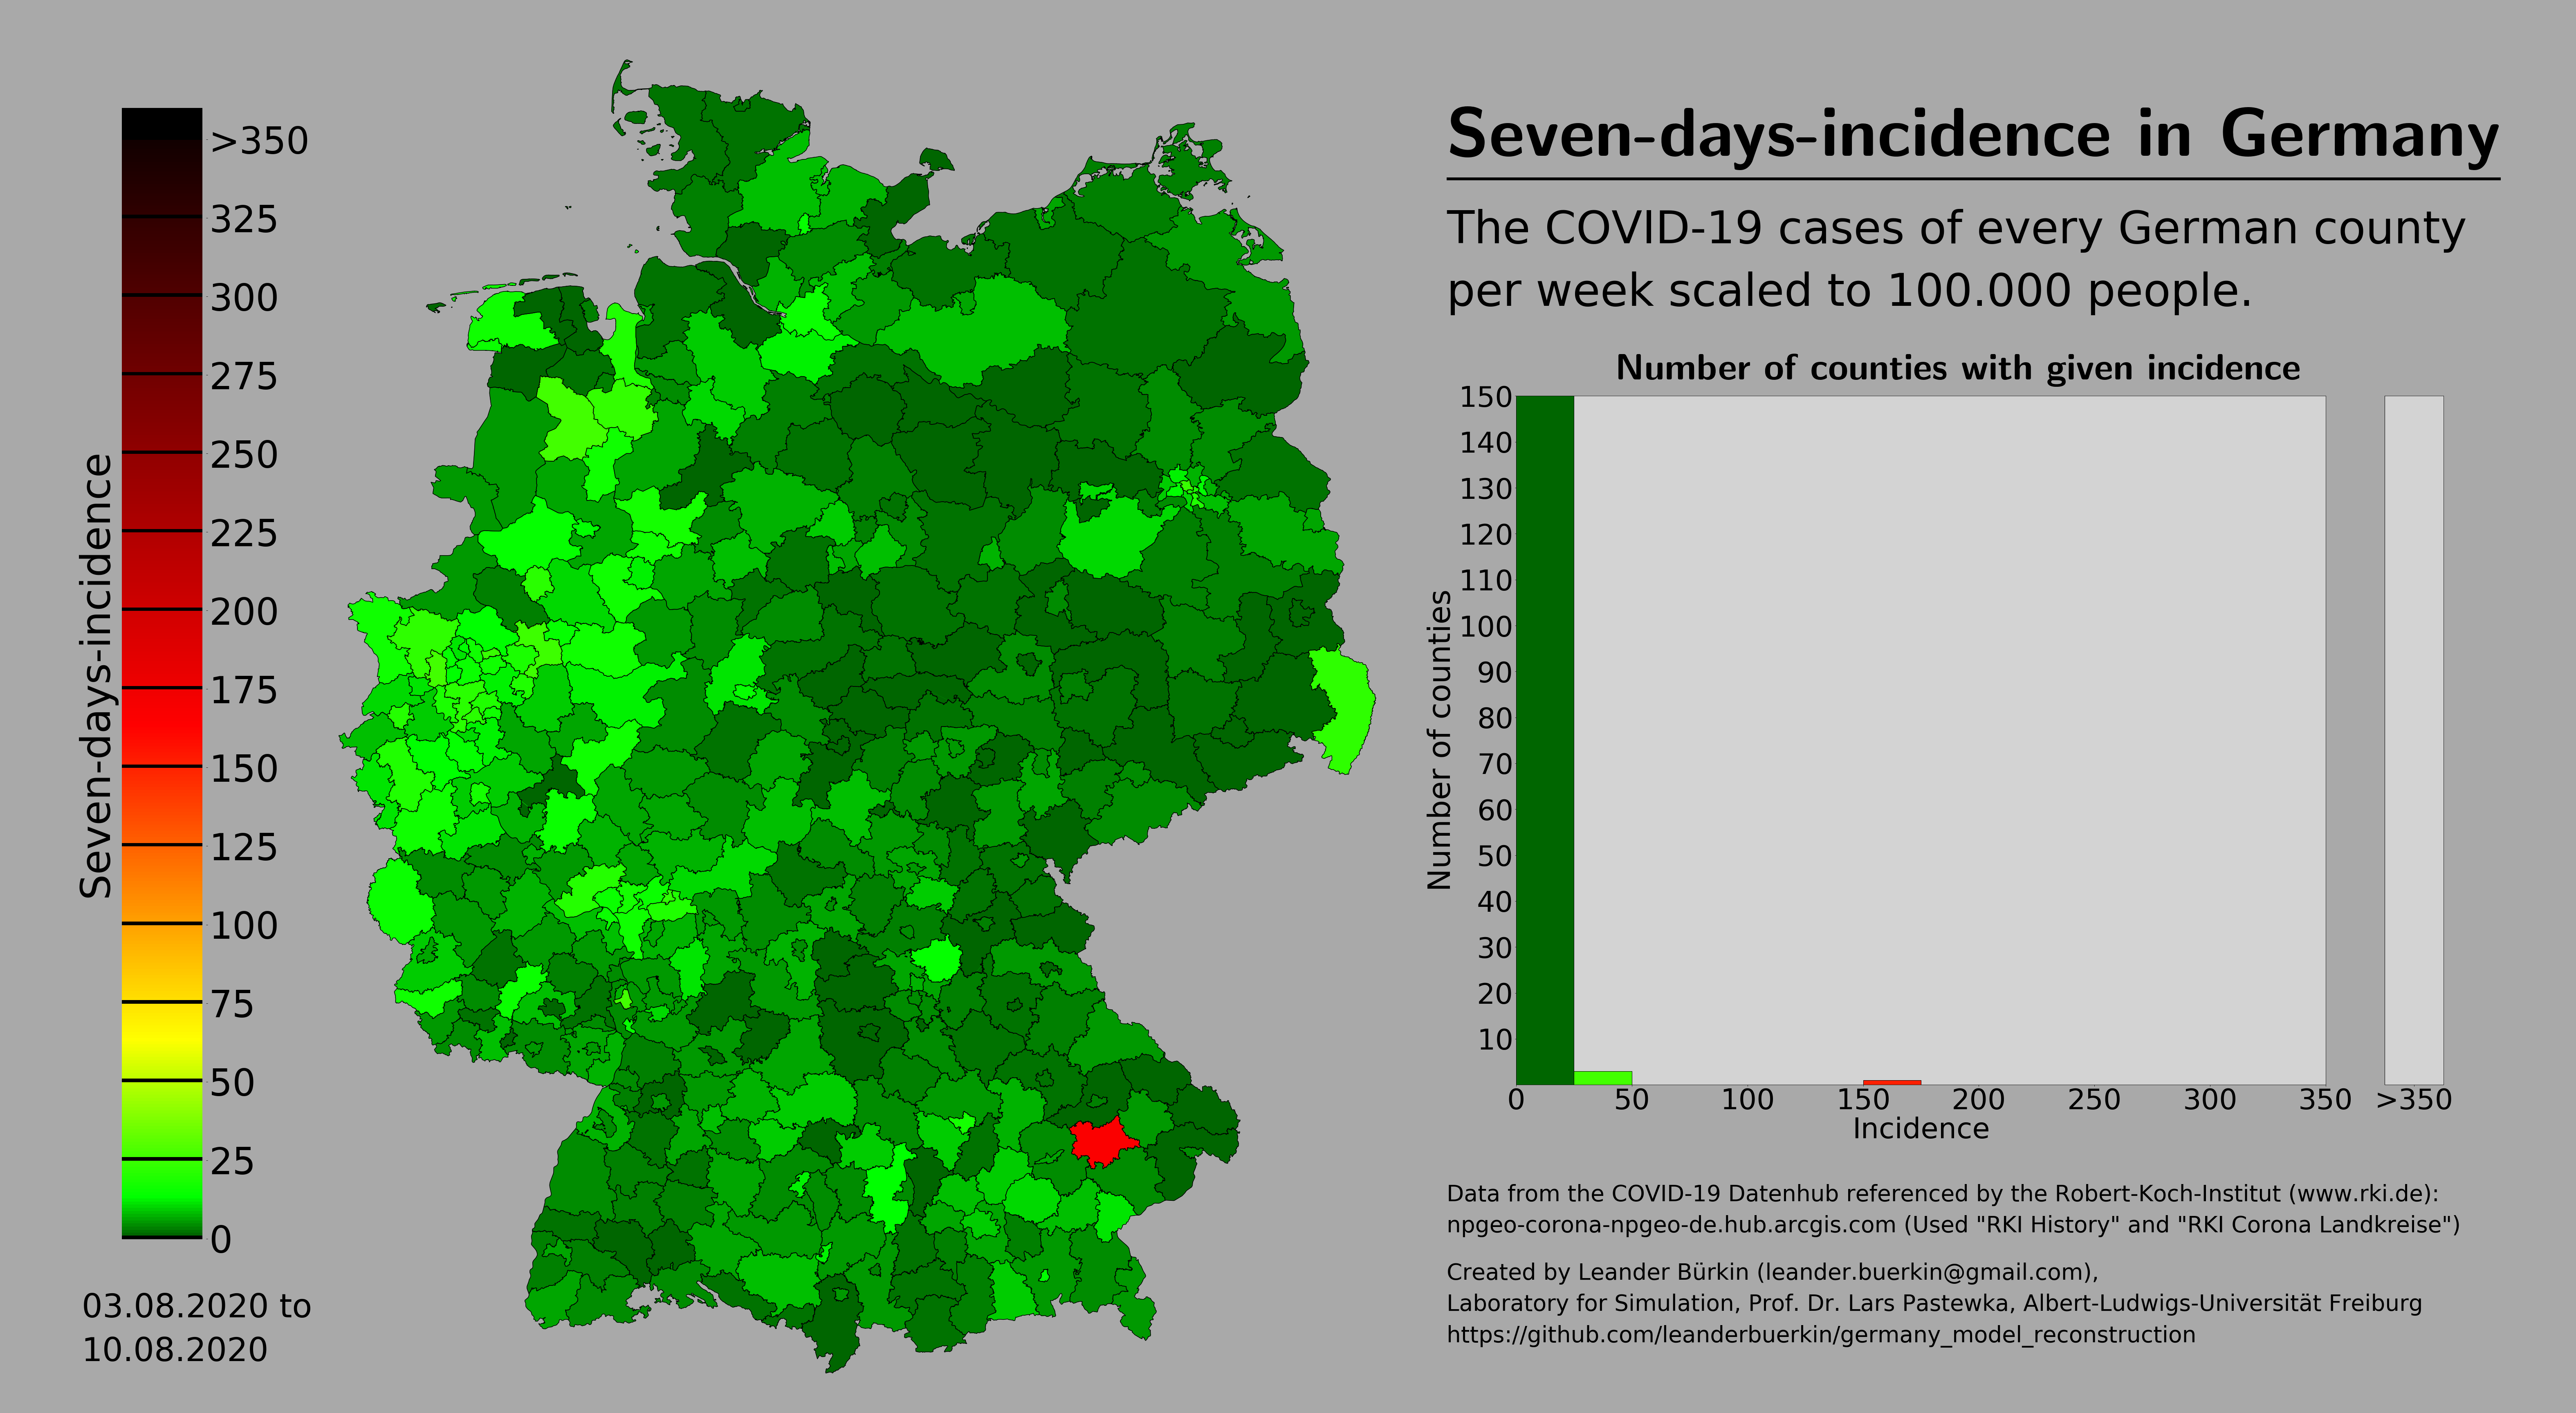 Seven-days-incidence in Germany
The COVID-19 cases of every German county
per week scaled to 100.000 people.
Seven-days-incidence
>350
325
300
275
250
225
200
175
150
125
100
75
50
25
0
03.08.2020 to
10.08.2020
Number of counties with given incidence
Number of counties
150
140
130
120
110
100
90
80
70
60
50
40
30
20
10
0 50 100 150 200 250 300 350 >350
Incidence
Data from the COVID-19 Datenhub referenced by the Robert-Koch-Institut (www.rki.de):
npgeo-corona-npgeo-de.hub.arcgis.com (Used "RKI History" and "RKI Corona Landkreise")
Created by Leander Bürkin (leander.buerkin@gmail.com),
Laboratory for Simulation, Prof. Dr. Lars Pastewka, Albert-Ludwigs-Universität Freiburg
https://github.com/leanderbuerkin/germany_model_reconstruction